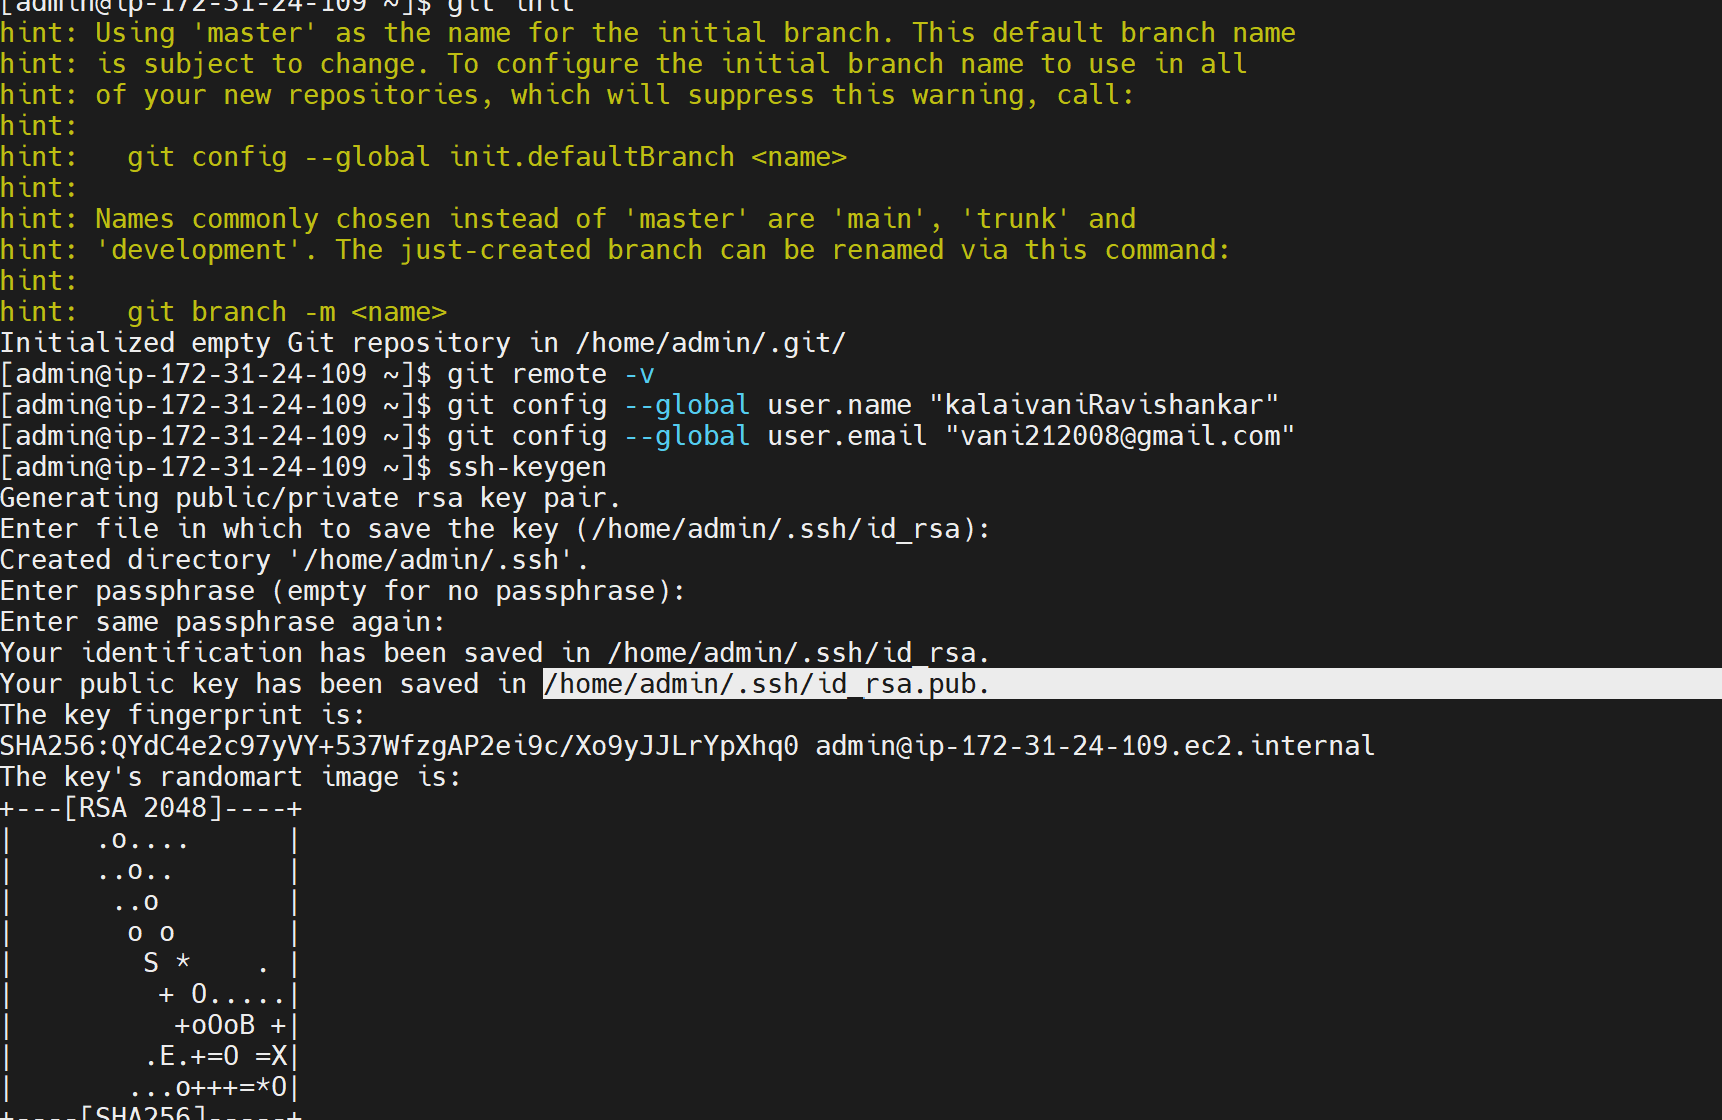 [admin@ip-172-31-24-109 ~]$ git init
hint: Using 'master' as the name for the initial branch. This default branch name
hint: is subject to change. To configure the initial branch name to use in all
hint: of your new repositories, which will suppress this warning, call:
hint:
hint:   git config --global init.defaultBranch <name>
hint:
hint: Names commonly chosen instead of 'master' are 'main', 'trunk' and
hint: 'development'. The just-created branch can be renamed via this command:
hint:
hint:   git branch -m <name>
Initialized empty Git repository in /home/admin/.git/
[admin@ip-172-31-24-109 ~]$ git remote -v
[admin@ip-172-31-24-109 ~]$ git config --global user.name "kalaivaniRavishankar"
[admin@ip-172-31-24-109 ~]$ git config --global user.email "vani212008@gmail.com"
[admin@ip-172-31-24-109 ~]$ ssh-keygen
Generating public/private rsa key pair.
Enter file in which to save the key (/home/admin/.ssh/id_rsa):
Created directory '/home/admin/.ssh'.
Enter passphrase (empty for no passphrase):
Enter same passphrase again:
Your identification has been saved in /home/admin/.ssh/id_rsa.
Your public key has been saved in /home/admin/.ssh/id_rsa.pub.
The key fingerprint is:
SHA256:QYdC4e2c97yVY+537WfzgAP2ei9c/Xo9yJJLrYpXhq0 admin@ip-172-31-24-109.ec2.internal
The key's randomart image is:
+---[RSA 2048]----+
|     .o....      |
|     ..o..       |
|      ..o        |
|       o o       |
|        S *    . |
|         + O.....|
|          +oOoB +|
|        .E.+=O =X|
|       ...o+++=*O|
+----[SHA256]-----+